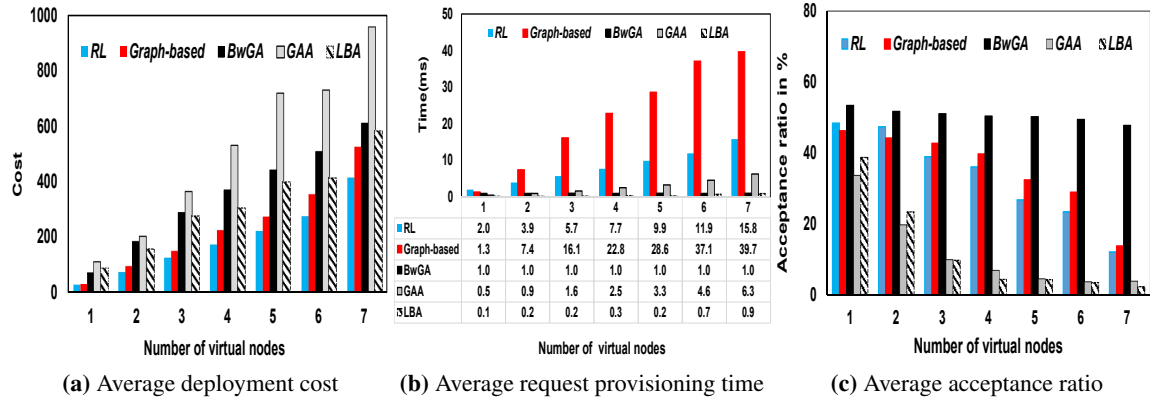 1000
800
600
400
200
0
Cost
RL Graph-based BwGA GAA LBA
1 2 3 4 5 6 7
Number of virtual nodes
(a) Average deployment cost
50
40
30
20
10
0
Time(ms)
RL Graph-based BwGA GAA LBA
1 2 3 4 5 6 7
RL 2.0 3.9 5.7 7.7 9.9 11.9 15.8
Graph-based 1.3 7.4 16.1 22.8 28.6 37.1 39.7
BwGA 1.0 1.0 1.0 1.0 1.0 1.0 1.0
GAA 0.5 0.9 1.6 2.5 3.3 4.6 6.3
LBA 0.1 0.2 0.2 0.3 0.2 0.7 0.9
Number of virtual nodes
(b) Average request provisioning time
80
60
40
20
0
Acceptance ratio in %
RL Graph-based BwGA GAA LBA
1 2 3 4 5 6 7
Number of virtual nodes
(c) Average acceptance ratio